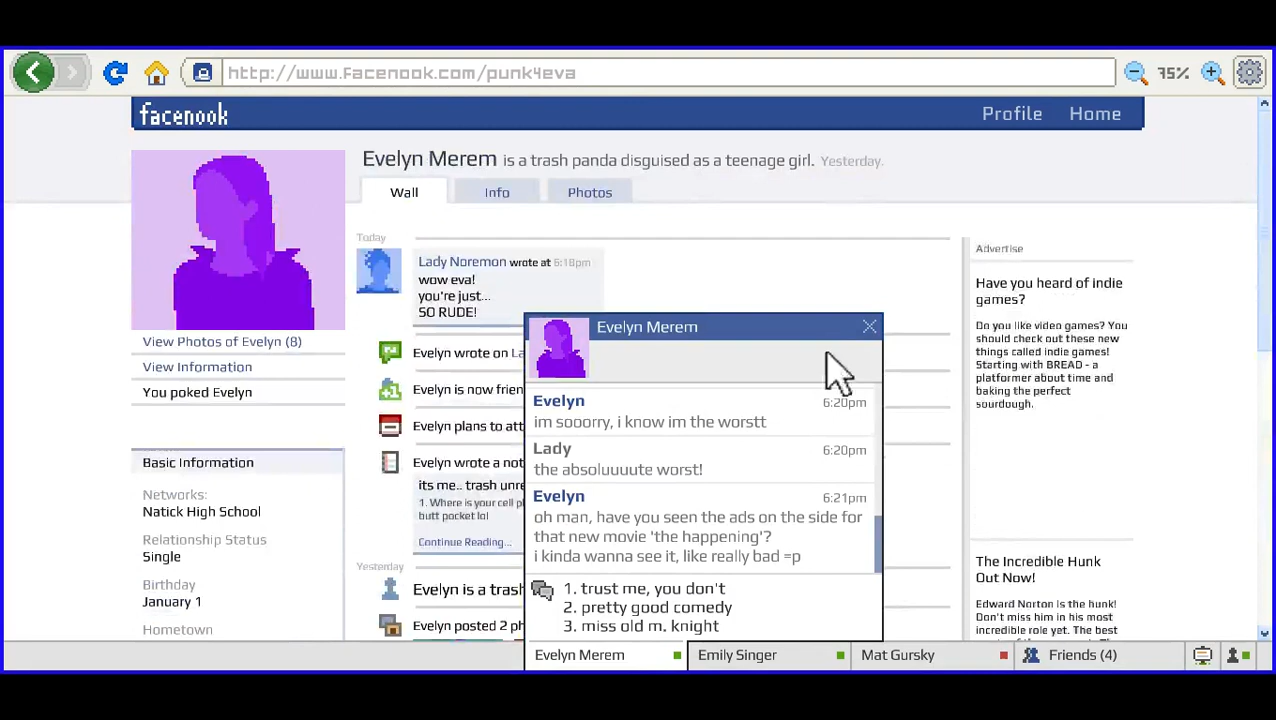 http://www.facenook.com/punk4eva
75%
facenook
Profile Home
Evelyn Merem is a trash panda disguised as a teenage girl. Yesterday.
Wall Info Photos
Today
Lady Noremon wrote at 6:18pm
wow eva!
you're just...
SO RUDE!
Evelyn wrote on La
Evelyn is now frien
Evelyn plans to att
Evelyn wrote a not
its me.. trash unre
1. Where is your cell p
butt pocket lol
Continue Reading...
Yesterday
Evelyn is a trash
Evelyn posted 2 ph
View Photos of Evelyn (8)
View Information
You poked Evelyn
Basic Information
Networks:
Natick High School
Relationship Status
Single
Birthday
January 1
Hometown
Evelyn Merem
Evelyn 6:20pm
im sooorry, i know im the worstt
Lady 6:20pm
the absoluuuute worst!
Evelyn 6:21pm
oh man, have you seen the ads on the side for
that new movie 'the happening'?
i kinda wanna see it, like really bad =p
1. trust me, you don't
2. pretty good comedy
3. miss old m. knight
Advertise
Have you heard of indie
games?
Do you like video games? You
should check out these new
things called indie games!
Starting with BREAD - a
platformer about time and
baking the perfect
sourdough.
The Incredible Hunk
Out Now!
Edward Norton is the hunk!
Don't miss him in his most
incredible role yet. The best
Evelyn Merem Emily Singer Mat Gursky Friends (4)